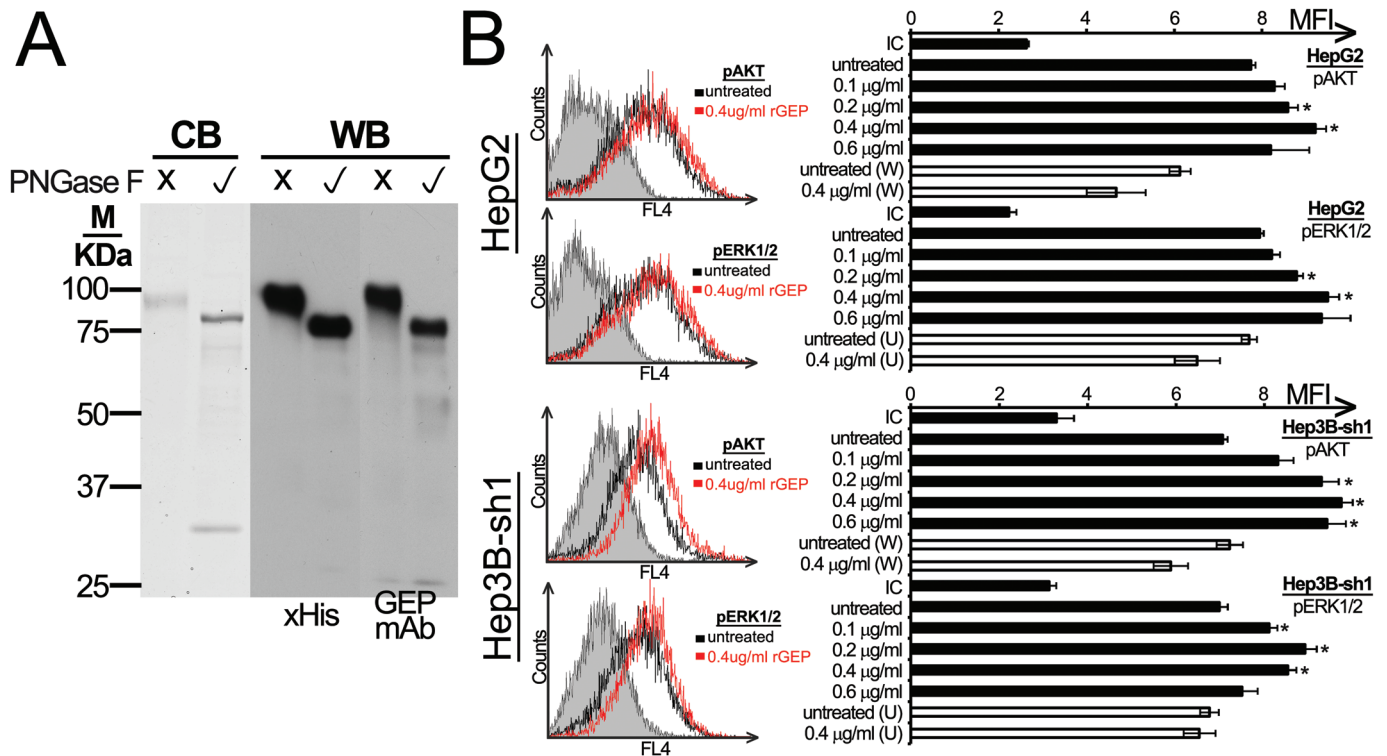 A
CB WB
PNGase F x ✓ x ✓ x ✓
M
KDa
100
75
50
37
25
xHis GEP
mAb
B
HepG2
Counts
pAKT
untreated
0.4ug/ml rGEP
FL4
Counts
pERK1/2
untreated
0.4ug/ml rGEP
FL4
0 2 4 6 8 MFI
HepG2
pAKT
IC
untreated
0.1 µg/ml
0.2 µg/ml *
0.4 µg/ml *
0.6 µg/ml
untreated (W)
0.4 µg/ml (W)
HepG2
pERK1/2
IC
untreated
0.1 µg/ml
0.2 µg/ml *
0.4 µg/ml *
0.6 µg/ml
untreated (U)
0.4 µg/ml (U)
Hep3B-sh1
Counts
pAKT
untreated
0.4ug/ml rGEP
FL4
Counts
pERK1/2
untreated
0.4ug/ml rGEP
FL4
0 2 4 6 8 MFI
Hep3B-sh1
pAKT
IC
untreated
0.1 µg/ml
0.2 µg/ml *
0.4 µg/ml *
0.6 µg/ml *
untreated (W)
0.4 µg/ml (W)
Hep3B-sh1
pERK1/2
IC
untreated
0.1 µg/ml *
0.2 µg/ml *
0.4 µg/ml *
0.6 µg/ml
untreated (U)
0.4 µg/ml (U)